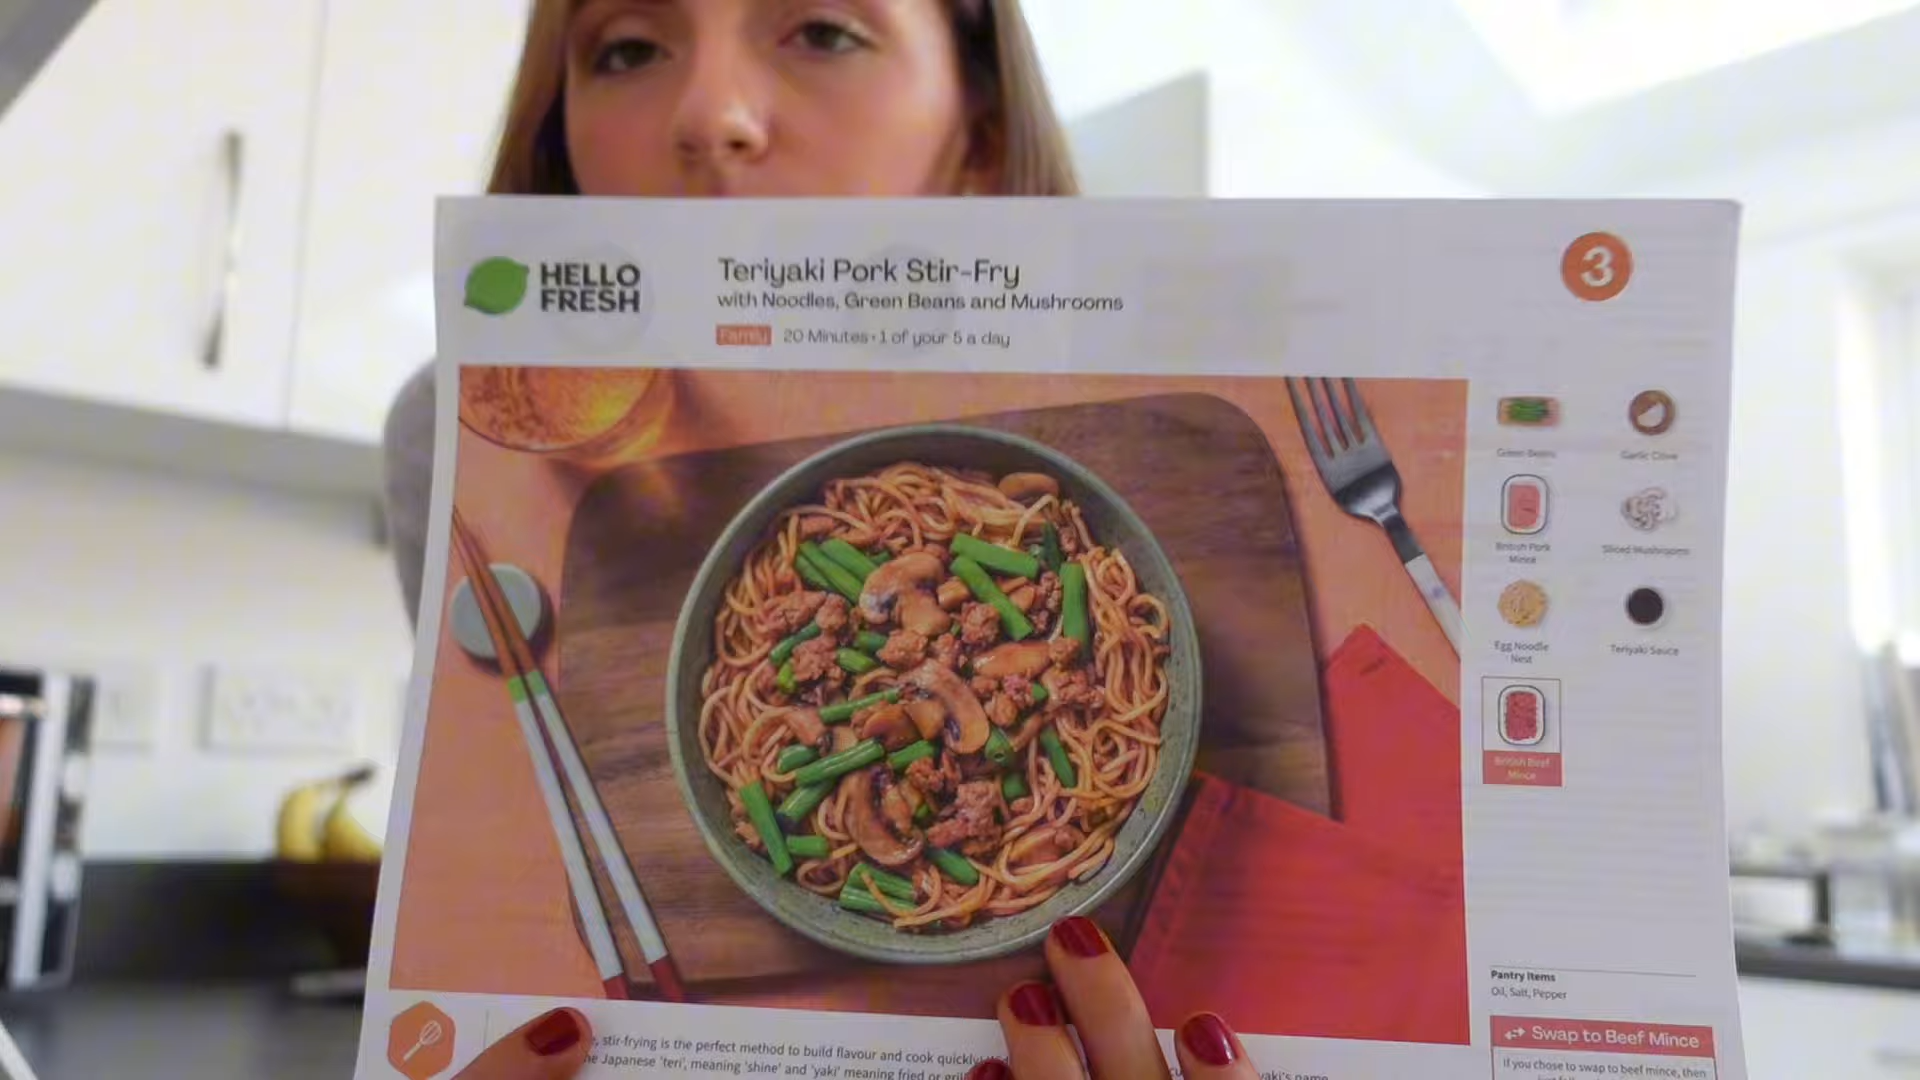 HELLO
FRESH
Teriyaki Pork Stir-Fry
with Noodles, Green Beans and Mushrooms
Family 20 Minutes • 1 of your 5 a day
3
Green Beans
Garlic Clove
British Pork
Mince
Sliced Mushrooms
Egg Noodle
Nest
Teriyaki Sauce
British Beef
Mince
Pantry Items
Oil, Salt, Pepper
Swap to Beef Mince
If you chose to swap to beef mince, then
stir-frying is the perfect method to build flavour and cook quickly
Japanese 'teri', meaning 'shine' and 'yaki' meaning fried or name